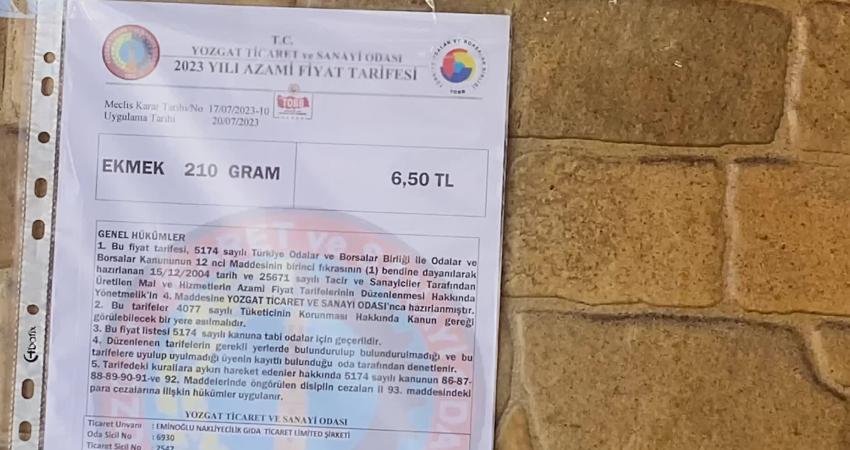 T.C.
YOZGAT TİCARET ve SANAYİ ODASI
2023 YILI AZAMİ FİYAT TARİFESİ
Meclis Karar Tarihi/No 17/07/2023-10
Uygulama Tarihi 20/07/2023
TOBB
TOBB
EKMEK 210 GRAM 6,50 TL
GENEL HÜKÜMLER
1. Bu fiyat tarifesi, 5174 sayılı Türkiye Odalar ve Borsalar Birliği ile Odalar ve
Borsalar Kanununun 12 nci Maddesinin birinci fıkrasının (1) bendine dayanılarak
hazırlanan 15/12/2004 tarih ve 25671 sayılı Tacir ve Sanayiciler Tarafından
Üretilen Mal ve Hizmetlerin Azami Fiyat Tarifelerinin Düzenlenmesi Hakkında
Yönetmelik'in 4. Maddesine YOZGAT TİCARET VE SANAYİ ODASI'nca hazırlanmıştır.
2. Bu tarifeler 4077 sayılı Tüketicinin Korunması Hakkında Kanun gereği
görülebilecek bir yere asılmalıdır.
3. Bu fiyat listesi 5174 sayılı kanuna tabi odalar için geçerlidir.
4. Düzenlenen tarifelerin gerekli yerlerde bulundurulup bulundurulmadığı ve bu
tarifelere uyulup uyulmadığı üyenin kayıtlı bulunduğu oda tarafından denetlenir.
5. Tarifedeki kurallara aykırı hareket edenler hakkında 5174 sayılı kanunun 86-87-
88-89-90-91-ve 92. Maddelerinde öngörülen disiplin cezaları il 93. maddesindeki
para cezalarına ilişkin hükümler uygulanır.
YOZGAT TİCARET VE SANAYİ ODASI
Ticaret Unvanı : EMİNOĞLU NAKLİYECİLİK GIDA TİCARET LİMİTED ŞİRKETİ
Oda Sicil No : 6930
Ticaret Sicil No : 7547